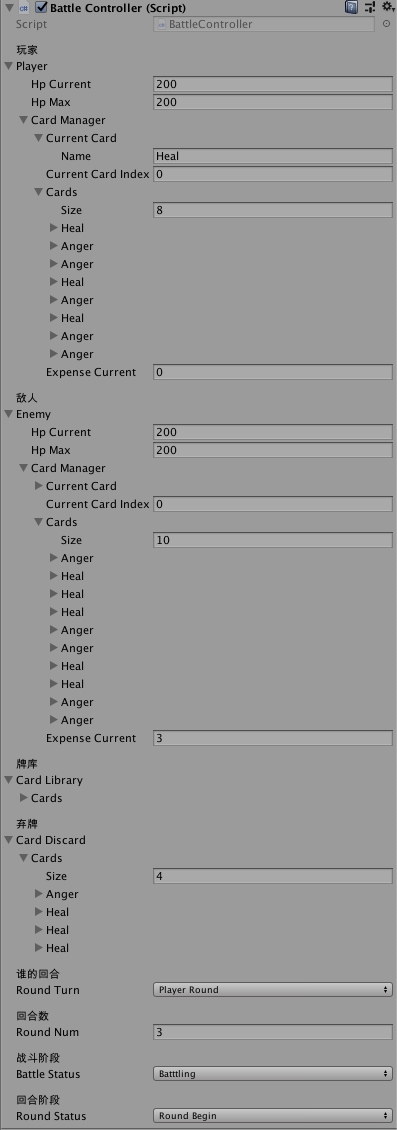 Battle Controller (Script)
Script BattleController
玩家
Player
Hp Current 200
Hp Max 200
Card Manager
Current Card
Name Heal
Current Card Index 0
Cards
Size 8
Heal
Anger
Anger
Heal
Anger
Heal
Anger
Anger
Expense Current 0
敌人
Enemy
Hp Current 200
Hp Max 200
Card Manager
Current Card
Current Card Index 0
Cards
Size 10
Anger
Heal
Heal
Heal
Anger
Anger
Heal
Heal
Anger
Anger
Expense Current 3
牌库
Card Library
Cards
弃牌
Card Discard
Cards
Size 4
Anger
Heal
Heal
Heal
谁的回合
Round Turn Player Round
回合数
Round Num 3
战斗阶段
Battle Status Batttling
回合阶段
Round Status Round Begin